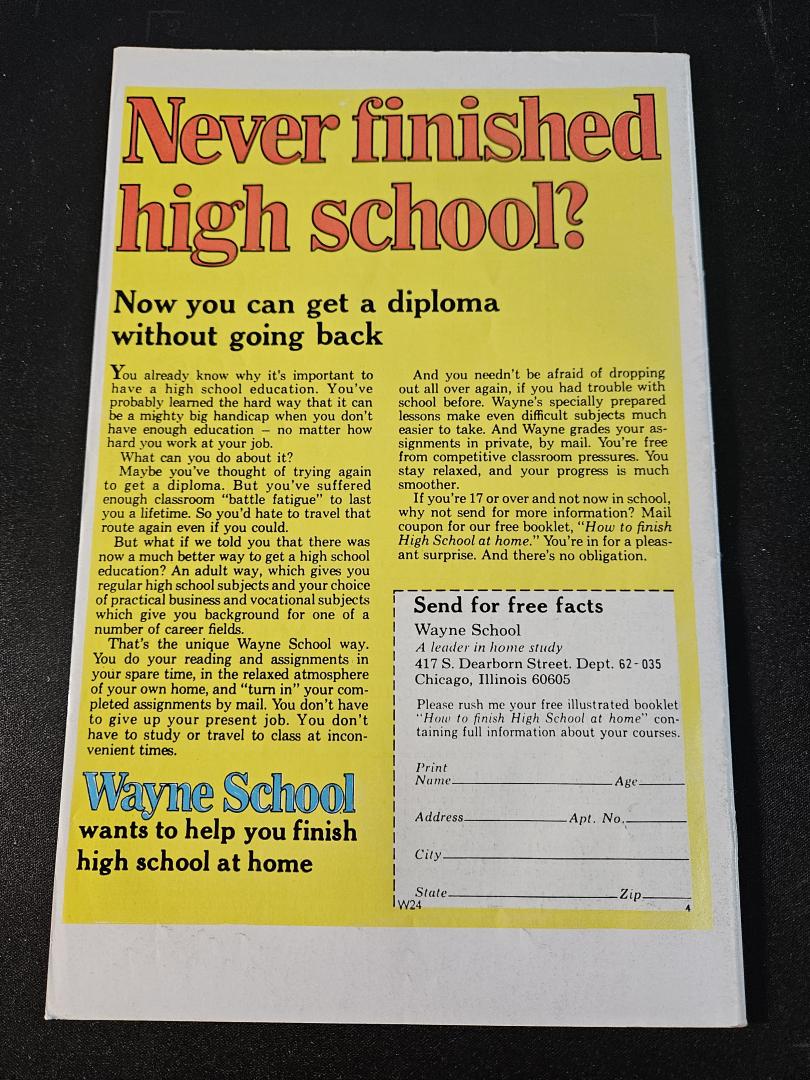 Never finished
high school?
Now you can get a diploma
without going back
You already know why it's important to
have a high school education. You've
probably learned the hard way that it can
be a mighty big handicap when you don't
have enough education — no matter how
hard you work at your job.
What can you do about it?
Maybe you've thought of trying again
to get a diploma. But you've suffered
enough classroom "battle fatigue" to last
you a lifetime. So you'd hate to travel that
route again even if you could.
But what if we told you that there was
now a much better way to get a high school
education? An adult way, which gives you
regular high school subjects and your choice
of practical business and vocational subjects
which give you background for one of a
number of career fields.
That's the unique Wayne School way.
You do your reading and assignments in
your spare time, in the relaxed atmosphere
of your own home, and "turn in" your com-
pleted assignments by mail. You don't have
to give up your present job. You don't
have to study or travel to class at incon-
venient times.
Wayne School
wants to help you finish
high school at home
And you needn't be afraid of dropping
out all over again, if you had trouble with
school before. Wayne's specially prepared
lessons make even difficult subjects much
easier to take. And Wayne grades your as-
signments in private, by mail. You're free
from competitive classroom pressures. You
stay relaxed, and your progress is much
smoother.
If you're 17 or over and not now in school,
why not send for more information? Mail
coupon for our free booklet, "How to finish
High School at home." You're in for a pleas-
ant surprise. And there's no obligation.
Send for free facts
Wayne School
A leader in home study
417 S. Dearborn Street. Dept. 62-035
Chicago, Illinois 60605
Please rush me your free illustrated booklet
"How to finish High School at home" con-
taining full information about your courses.
Print
Name Age
Address Apt. No.
City
State Zip
W24 4